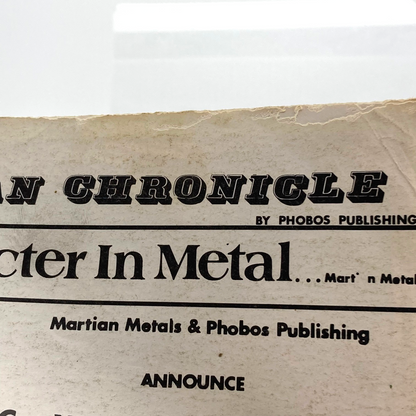 AN CHRONICLE
BY PHOBOS PUBLISHING
cter In Metal...Mart n Metal
Martian Metals & Phobos Publishing
ANNOUNCE